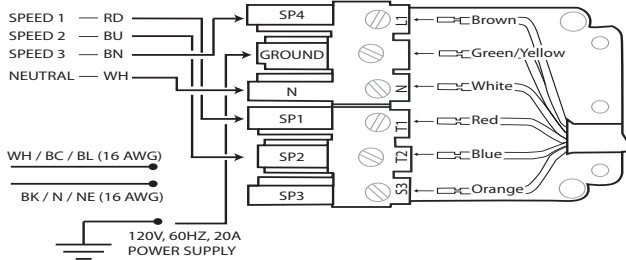 SPEED 1 — RD
SPEED 2 — BU
SPEED 3 — BN
NEUTRAL — WH
WH / BC / BL (16 AWG)
BK / N / NE (16 AWG)
120V, 60HZ, 20A
POWER SUPPLY
SP4
GROUND
N
SP1
SP2
SP3
L1
N
T1
T2
S3
Brown
Green/Yellow
White
Red
Blue
Orange